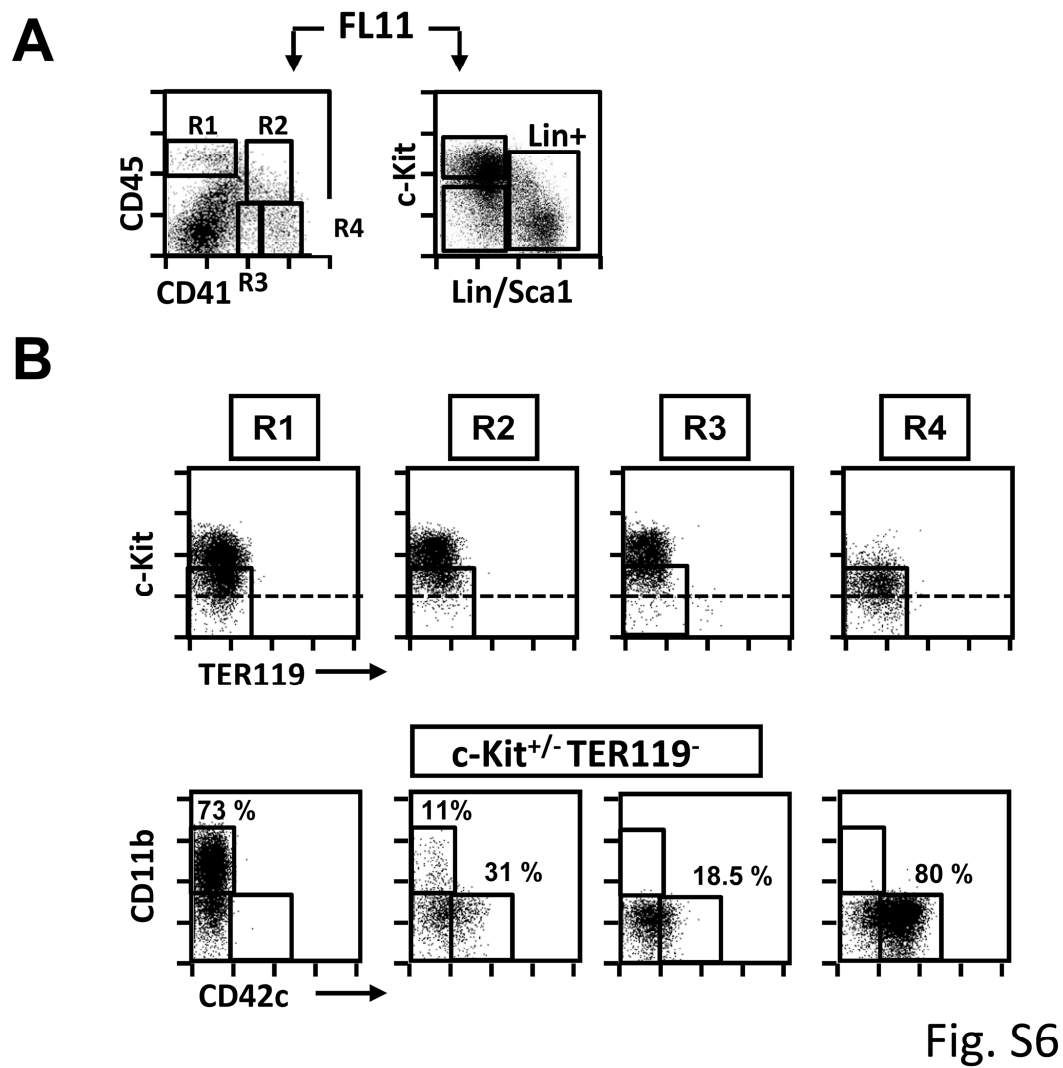 A
FL11
R1 R2
R4
R3
CD45
CD41
Lin+
c-Kit
Lin/Sca1
B
R1 R2 R3 R4
c-Kit
TER119
c-Kit+/- TER119-
73 % 11% 31 % 18.5 % 80 %
CD11b
CD42c
Fig. S6